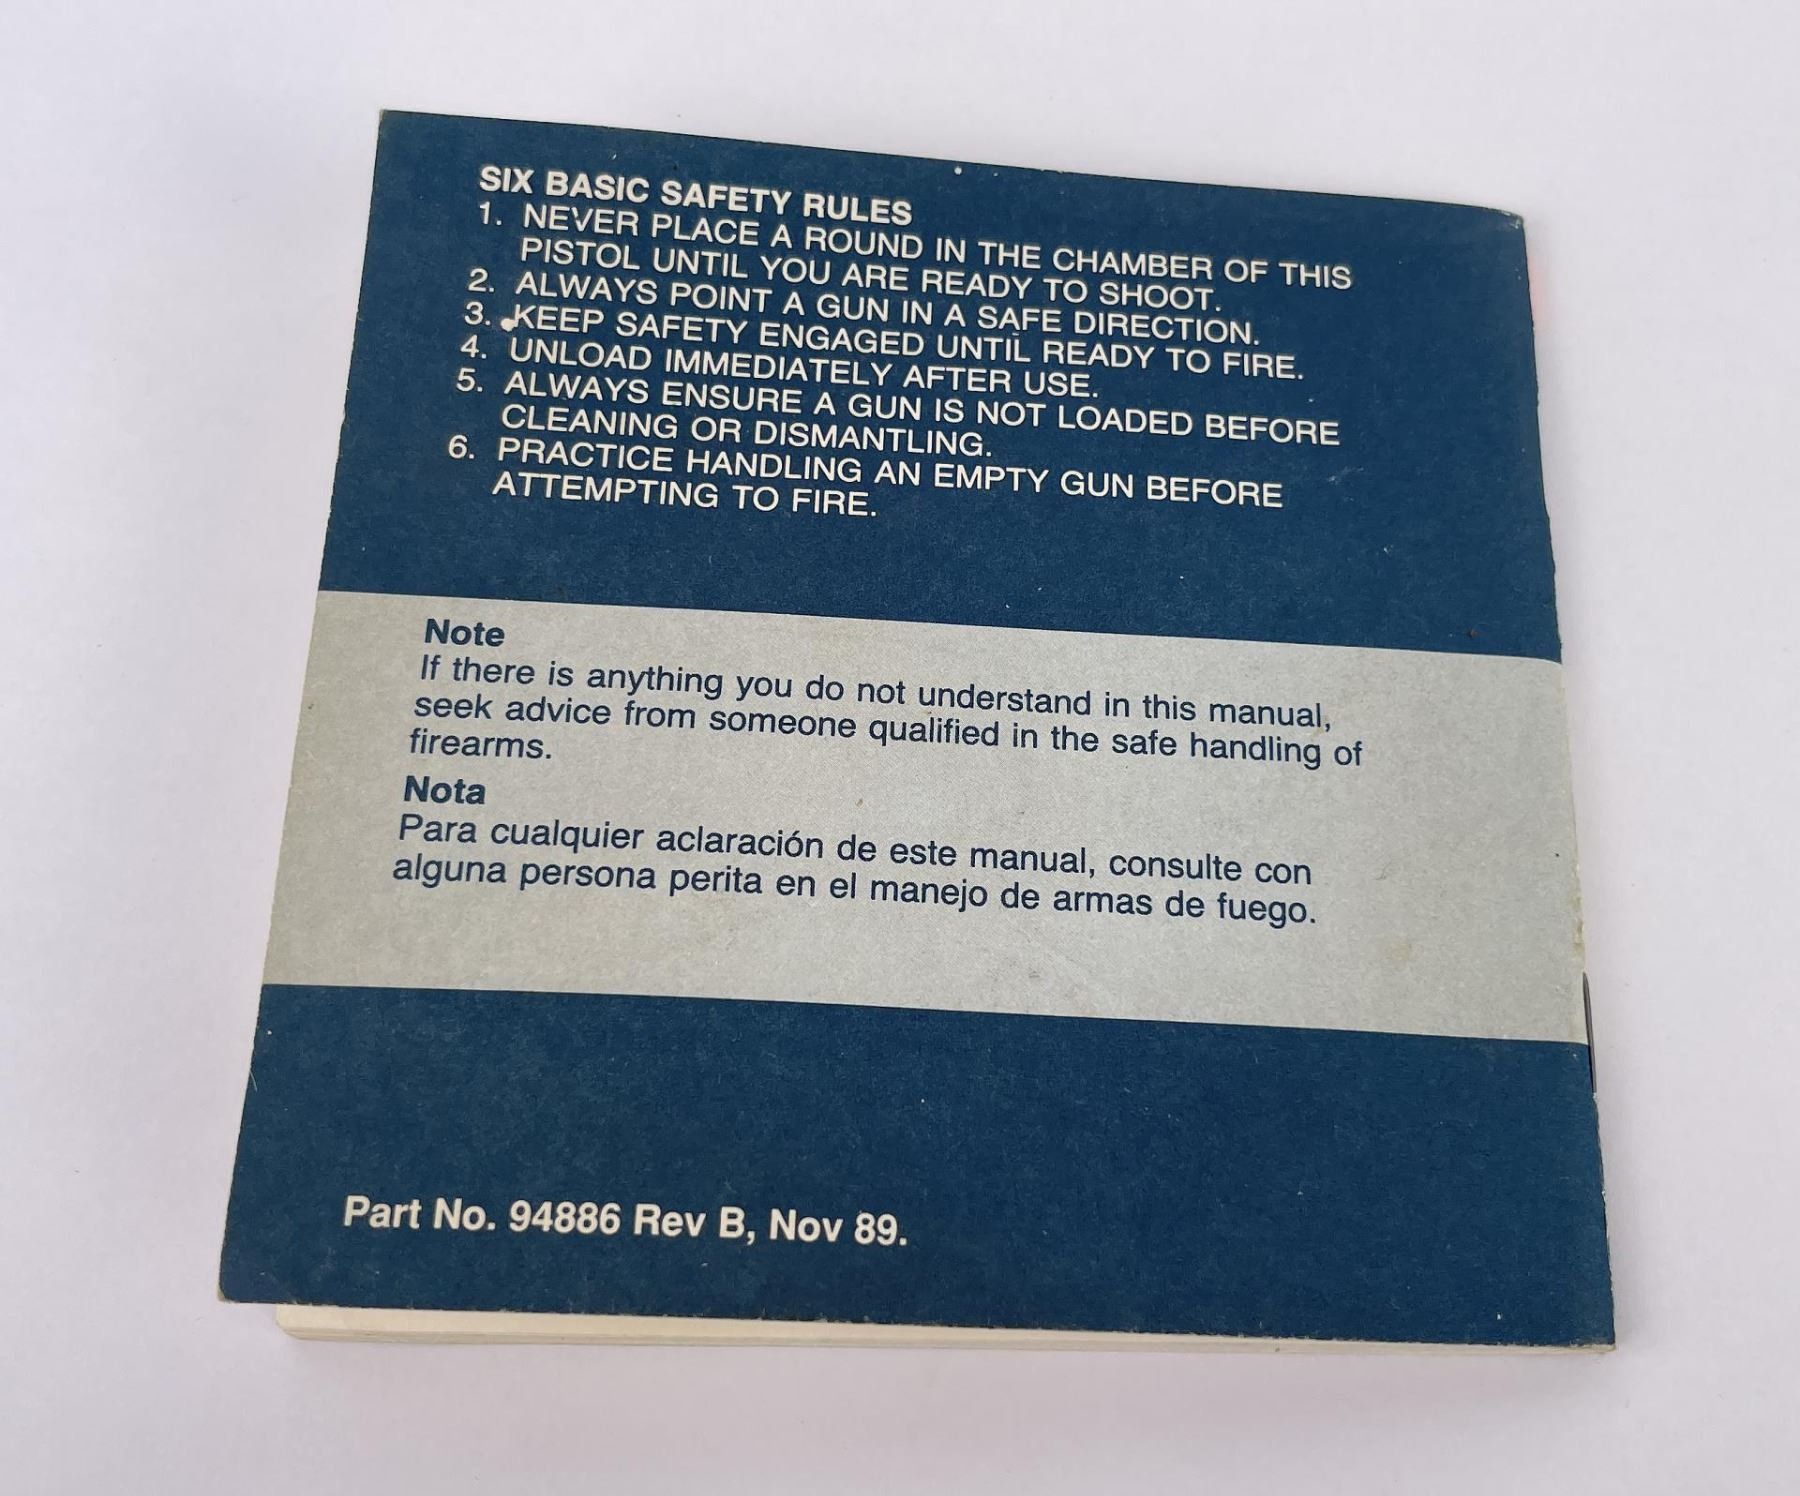 SIX BASIC SAFETY RULES
1. NEVER PLACE A ROUND IN THE CHAMBER OF THIS
PISTOL UNTIL YOU ARE READY TO SHOOT.
2. ALWAYS POINT A GUN IN A SAFE DIRECTION.
3. KEEP SAFETY ENGAGED UNTIL READY TO FIRE.
4. UNLOAD IMMEDIATELY AFTER USE.
5. ALWAYS ENSURE A GUN IS NOT LOADED BEFORE
CLEANING OR DISMANTLING.
6. PRACTICE HANDLING AN EMPTY GUN BEFORE
ATTEMPTING TO FIRE.
Note
If there is anything you do not understand in this manual,
seek advice from someone qualified in the safe handling of
firearms.
Nota
Para cualquier aclaración de este manual, consulte con
alguna persona perita en el manejo de armas de fuego.
Part No. 94886 Rev B, Nov 89.